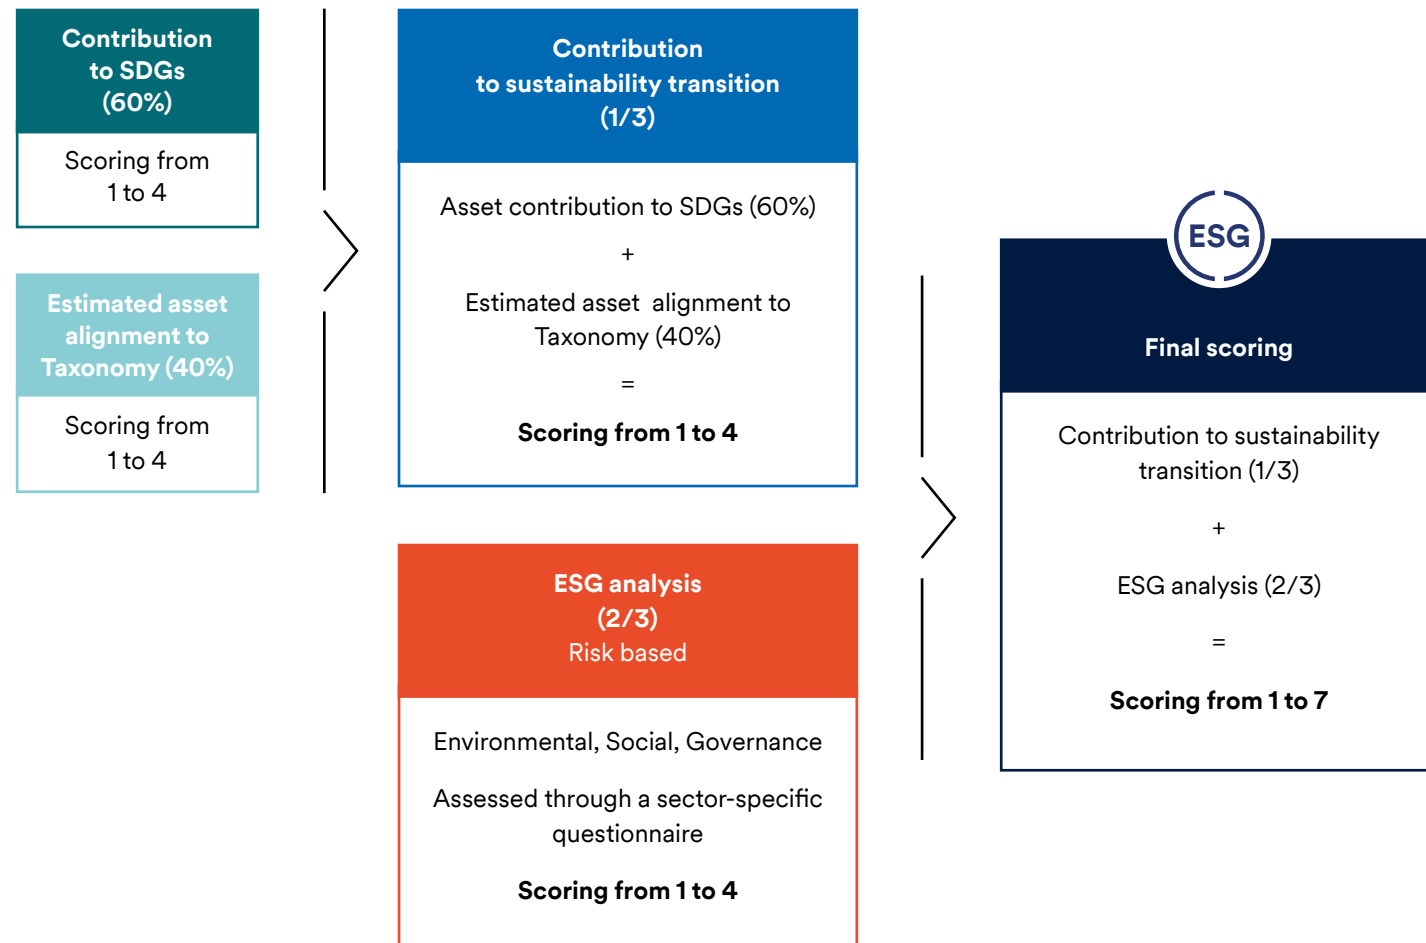 Contribution
to SDGs
(60%)
Scoring from
1 to 4
Estimated asset
alignment to
Taxonomy (40%)
Scoring from
1 to 4
Contribution
to sustainability transition
(1/3)
Asset contribution to SDGs (60%)
+
Estimated asset alignment to
Taxonomy (40%)
=
Scoring from 1 to 4
ESG analysis
(2/3)
Risk based
Environmental, Social, Governance
Assessed through a sector-specific
questionnaire
Scoring from 1 to 4
ESG
Final scoring
Contribution to sustainability
transition (1/3)
+
ESG analysis (2/3)
=
Scoring from 1 to 7